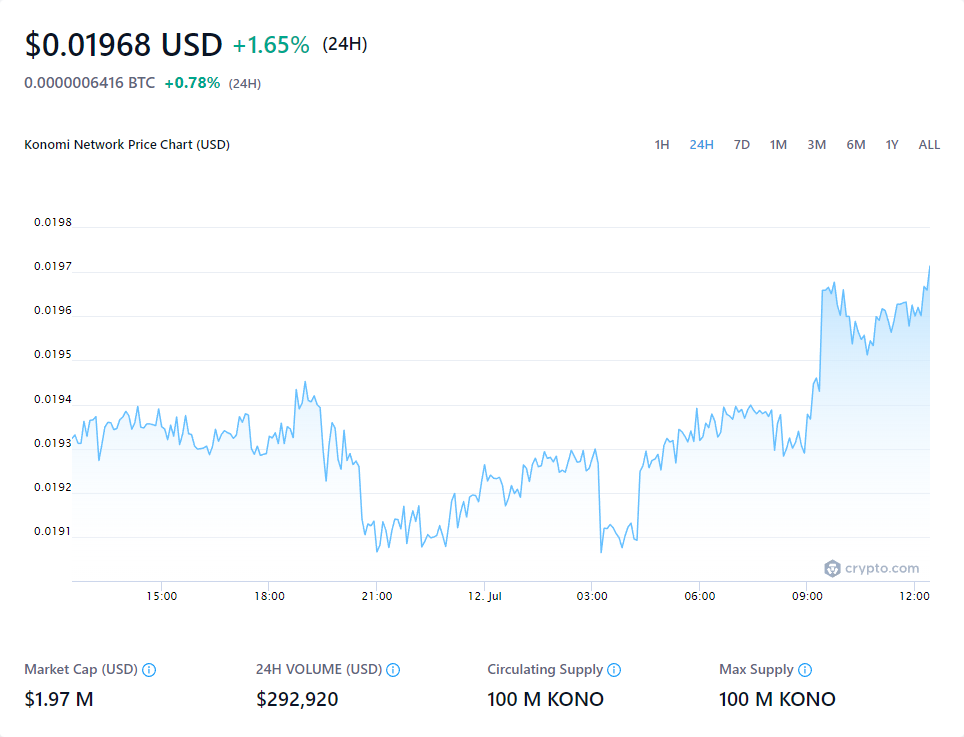 $0.01968 USD +1.65% (24H)
0.0000006416 BTC +0.78% (24H)
Konomi Network Price Chart (USD) 1H 24H 7D 1M 3M 6M 1Y ALL
0.0198
0.0197
0.0196
0.0195
0.0194
0.0193
0.0192
0.0191
crypto.com
15:00 18:00 21:00 12. Jul 03:00 06:00 09:00 12:00
Market Cap (USD) 24H VOLUME (USD) Circulating Supply Max Supply
$1.97 M $292,920 100 M KONO 100 M KONO